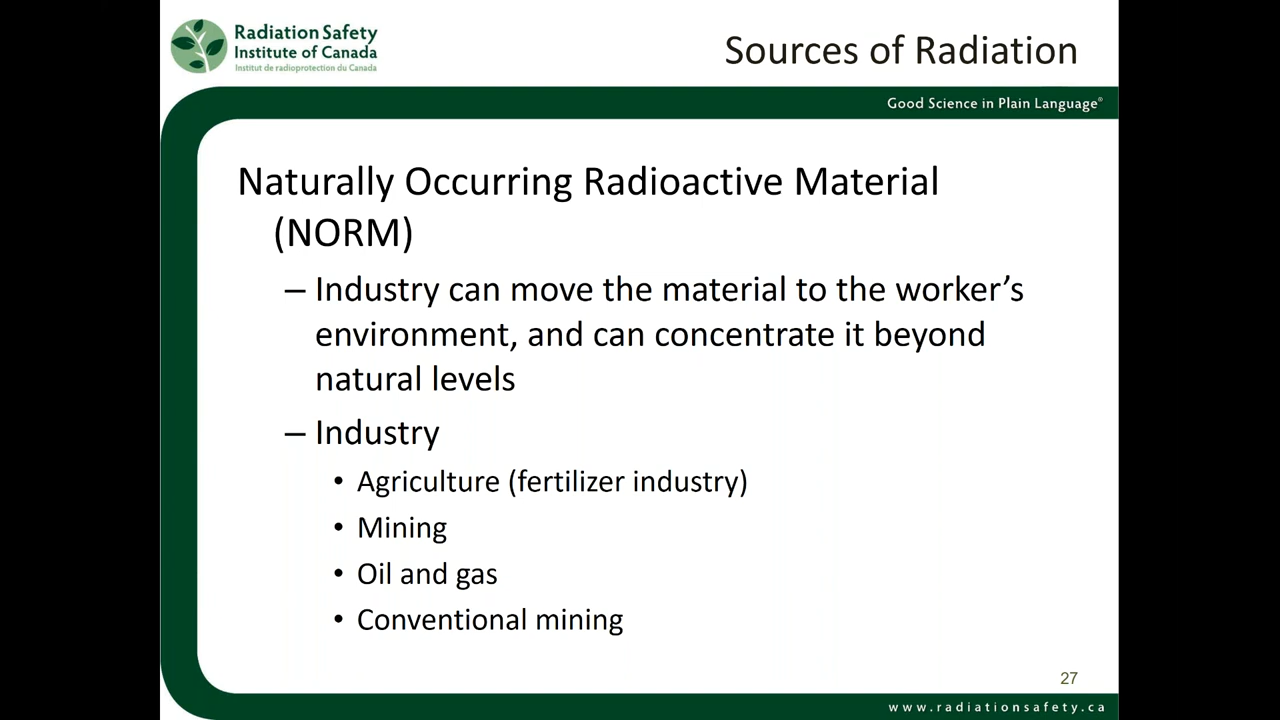 Radiation Safety
Institute of Canada
Institut de radioprotection du Canada
Sources of Radiation
Good Science in Plain Language®
Naturally Occurring Radioactive Material
(NORM)
– Industry can move the material to the worker’s
environment, and can concentrate it beyond
natural levels
– Industry
• Agriculture (fertilizer industry)
• Mining
• Oil and gas
• Conventional mining
27
www.radiationsafety.ca